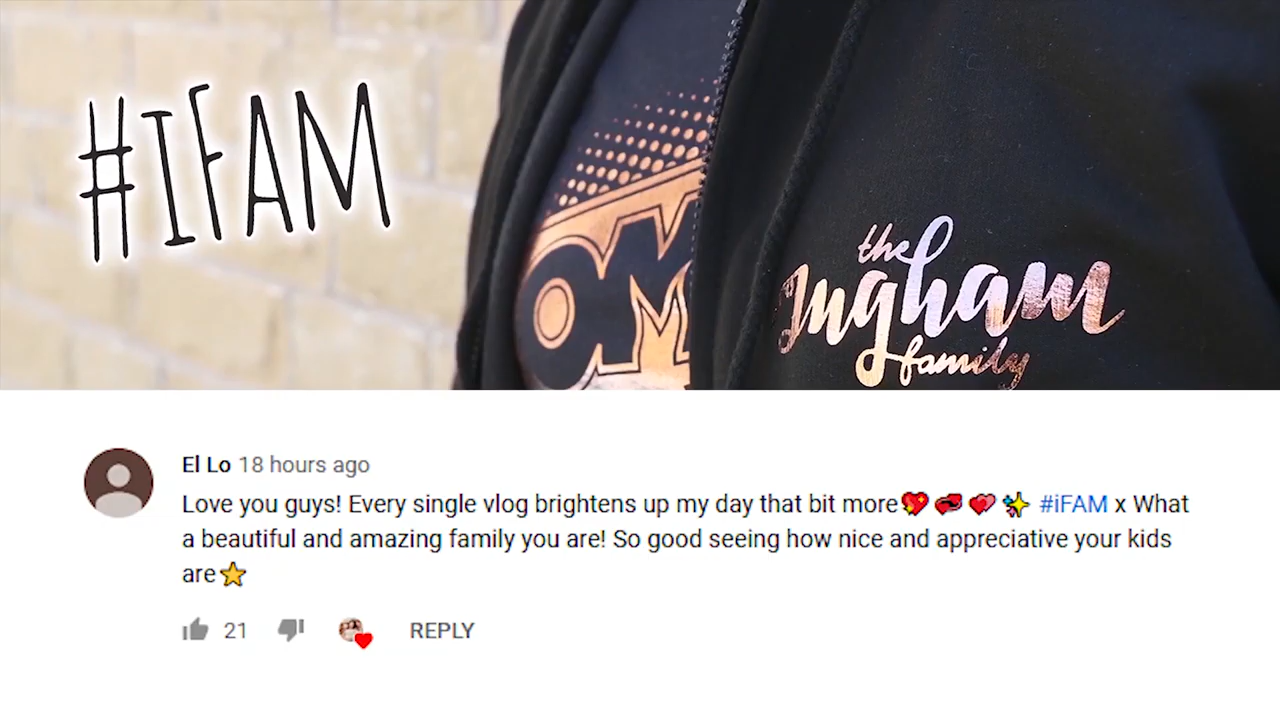 #IFAM
OM
the
Ingham
family
El Lo 18 hours ago
Love you guys! Every single vlog brightens up my day that bit more💖💋💕✨ #iFAM x What
a beautiful and amazing family you are! So good seeing how nice and appreciative your kids
are⭐
21 REPLY